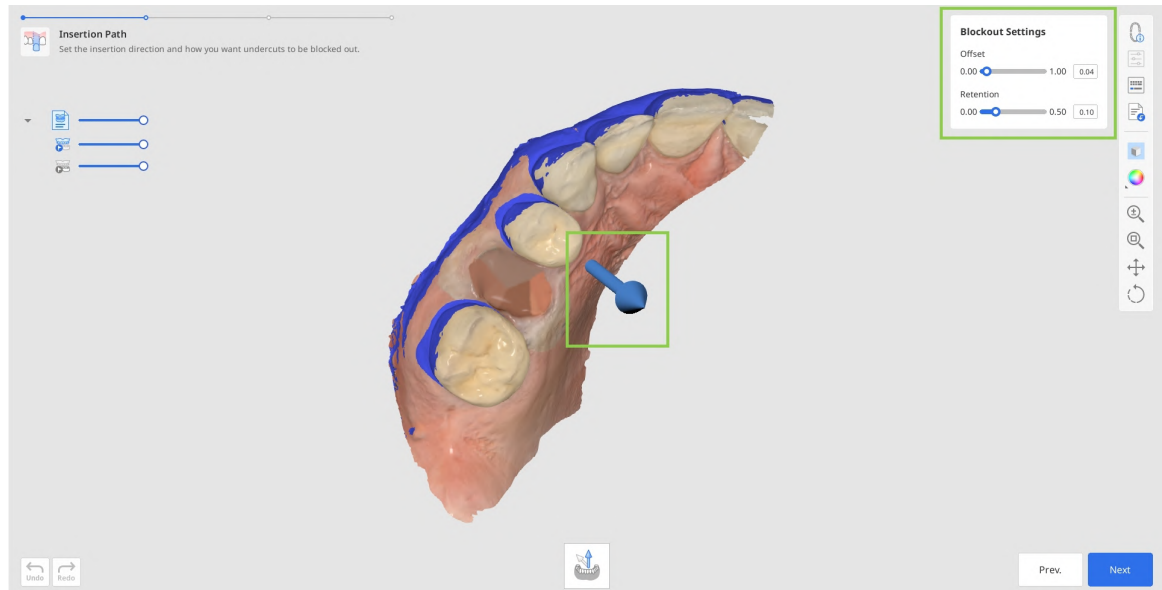 Insertion Path
Set the insertion direction and how you want undercuts to be blocked out.
Blockout Settings
Offset
0.00 1.00 0.04
Retention
0.00 0.50 0.10
Undo Redo
Prev. Next